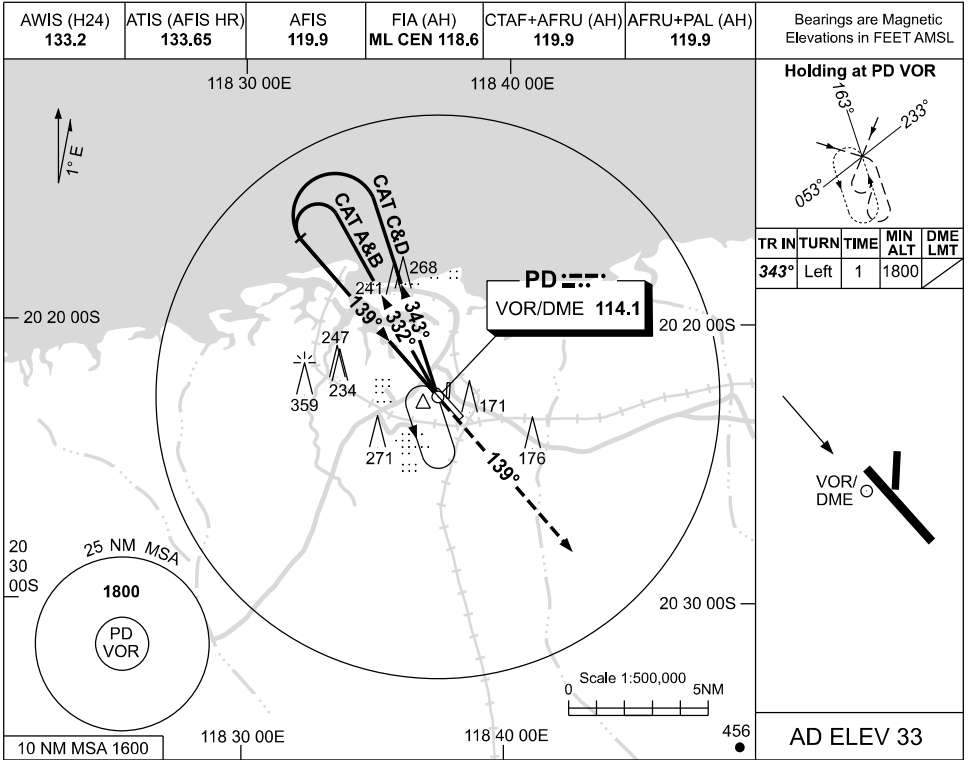 AWIS (H24)
133.2
ATIS (AFIS HR)
133.65
AFIS
119.9
FIA (AH)
ML CEN 118.6
CTAF+AFRU (AH)
119.9
AFRU+PAL (AH)
119.9
Bearings are Magnetic
Elevations in FEET AMSL
118 30 00E
118 40 00E
1° E
CAT C&D
CAT A&B
268
241
139°
332°
343°
PD
VOR/DME 114.1
20 20 00S
20 20 00S
247
234
359
271
171
176
139°
20
30
00S
25 NM MSA
1800
PD
VOR
20 30 00S
Scale 1:500,000
0
5NM
10 NM MSA 1600
118 30 00E
118 40 00E
456
Holding at PD VOR
163°
233°
053°
TR IN
TURN
TIME
MIN
ALT
DME
LMT
343°
Left
1
1800
VOR/
DME
AD ELEV 33